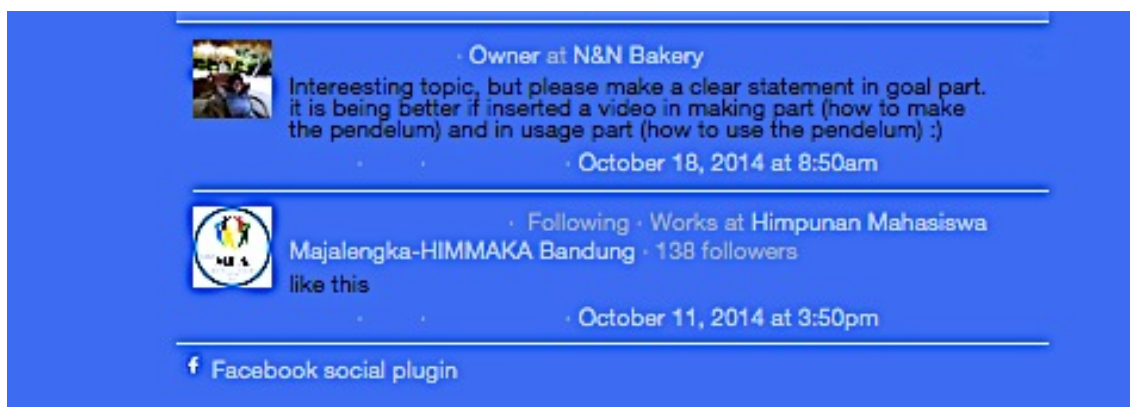 · Owner at N&N Bakery
Intereesting topic, but please make a clear statement in goal part.
it is being better if inserted a video in making part (how to make
the pendelum) and in usage part (how to use the pendelum) :)
· · · October 18, 2014 at 8:50am
· Following · Works at Himpunan Mahasiswa
Majalengka-HIMMAKA Bandung · 138 followers
like this
· · · October 11, 2014 at 3:50pm
f Facebook social plugin